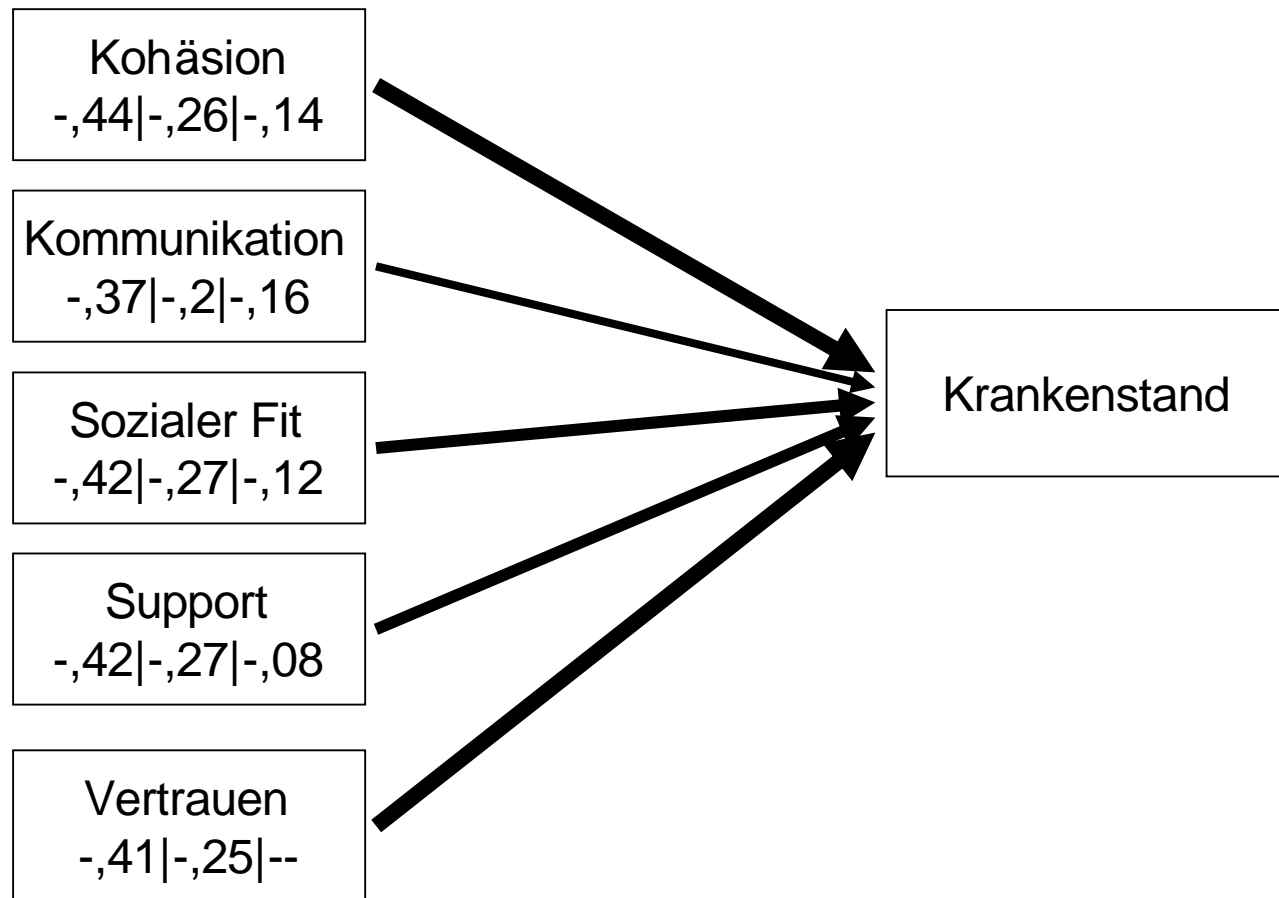 Kohäsion
-,44|-,26|-,14
Kommunikation
-,37|-,2|-,16
Sozialer Fit
-,42|-,27|-,12
Support
-,42|-,27|-,08
Vertrauen
-,41|-,25|--
Krankenstand